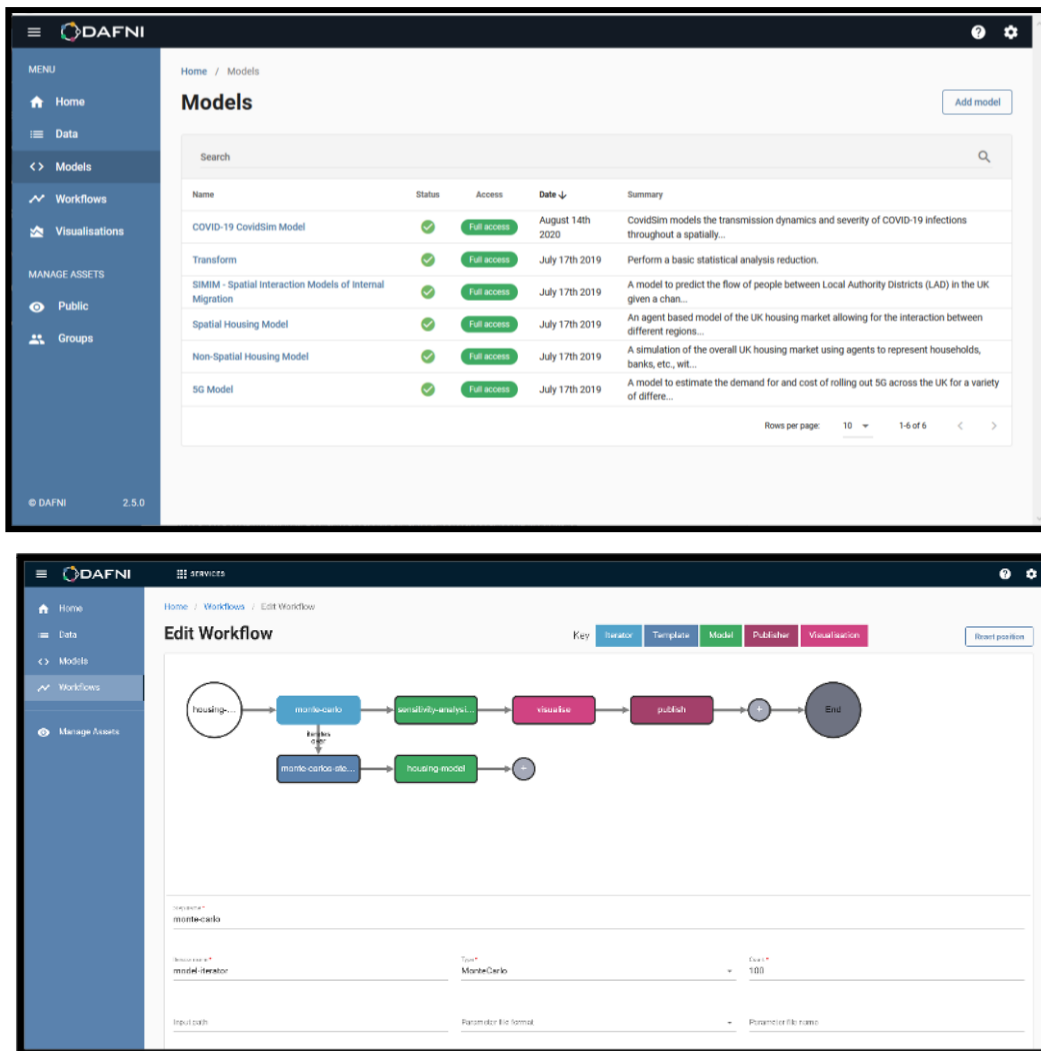 DAFNI
MENU
Home
Data
Models
Workflows
Visualisations
MANAGE ASSETS
Public
Groups
© DAFNI 2.5.0
Home / Models
Models
Add model
Search
Name Status Access Date Summary
COVID-19 CovidSim Model Full access August 14th 2020 CovidSim models the transmission dynamics and severity of COVID-19 infections
throughout a spatially...
Transform Full access July 17th 2019 Perform a basic statistical analysis reduction.
SIMIM - Spatial Interaction Models of Internal
Migration Full access July 17th 2019 A model to predict the flow of people between Local Authority Districts (LAD) in the UK
given a chan...
Spatial Housing Model Full access July 17th 2019 An agent based model of the UK housing market allowing for the interaction between
different regions...
Non-Spatial Housing Model Full access July 17th 2019 A simulation of the overall UK housing market using agents to represent households,
banks, etc., wit...
5G Model Full access July 17th 2019 A model to estimate the demand for and cost of rolling out 5G across the UK for a variety
of differe...
Rows per page: 10 1-6 of 6
DAFNI SERVICES
Home
Data
Models
Workflows
Manage Assets
Home / Workflows / Edit Workflow
Edit Workflow
Key Iterator Template Model Publisher Visualisation
Reset position
housing-... monte-carlo sensitivity-analysi... visualise publish + End
iterates
over
monte-carlos-ste... housing-model +
monte-carlo
model-iterator
Type*
MonteCarlo
Count*
100
Input path
Parameter file format
Parameter file name